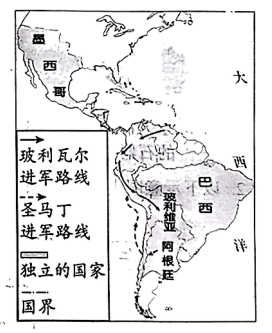 墨
西
哥
大
西
洋
巴
西
玻利维亚
阿根廷
玻利瓦尔
进军路线
圣马丁
进军路线
独立的国家
国界